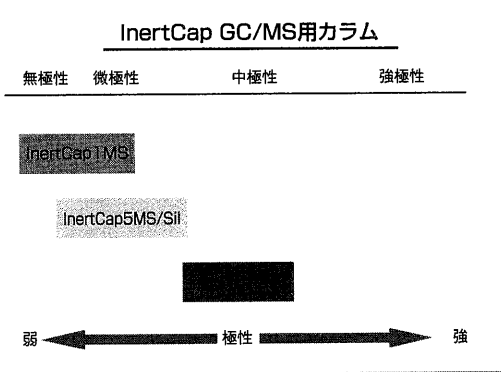 InertCap GC/MS用カラム
無極性 微極性 中極性 強極性
InertCap1MS
InertCap5MS/Sil
弱 極性 強